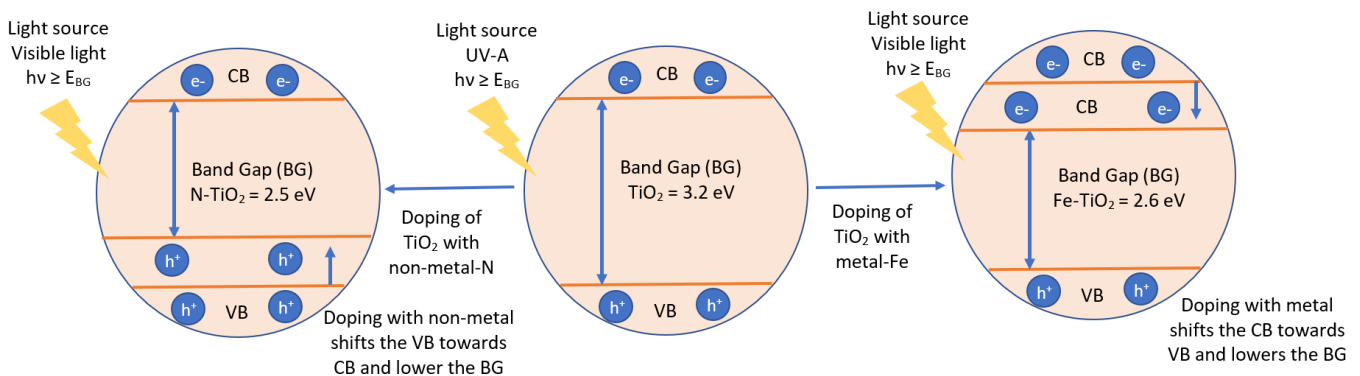 Light source
Visible light
hν ≥ E_BG
CB
e-
e-
Band Gap (BG)
N-TiO₂ = 2.5 eV
h⁺
h⁺
h⁺
h⁺
VB
Doping with non-metal
shifts the VB towards
CB and lower the BG
Doping of
TiO₂ with
non-metal-N
Light source
UV-A
hν ≥ E_BG
CB
e-
e-
Band Gap (BG)
TiO₂ = 3.2 eV
h⁺
h⁺
VB
Doping of
TiO₂ with
metal-Fe
Light source
Visible light
hν ≥ E_BG
CB
e-
e-
CB
e-
e-
Band Gap (BG)
Fe-TiO₂ = 2.6 eV
h⁺
h⁺
VB
Doping with metal
shifts the CB towards
VB and lowers the BG